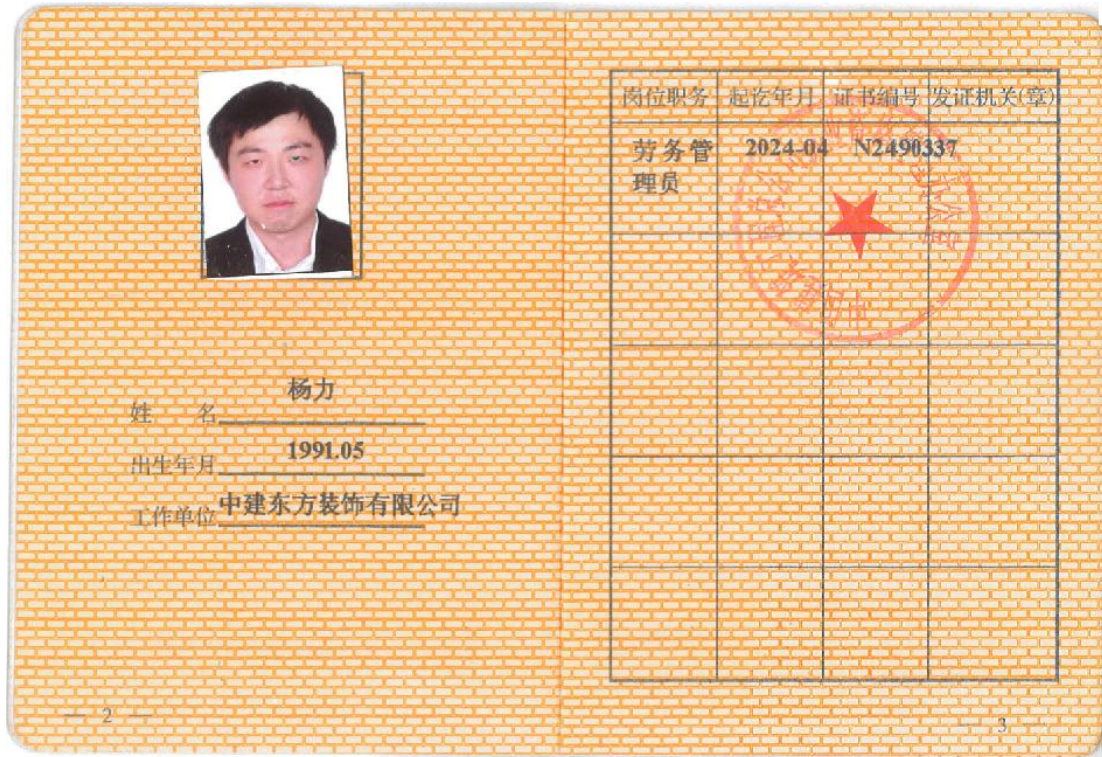 杨力
姓 名
1991.05
出生年月
中建东方装饰有限公司
工作单位
— 2 —
岗位职务 起讫年月 证书编号 发证机关(章)
劳务管 2024-04 N2490337
理员
— 3 —